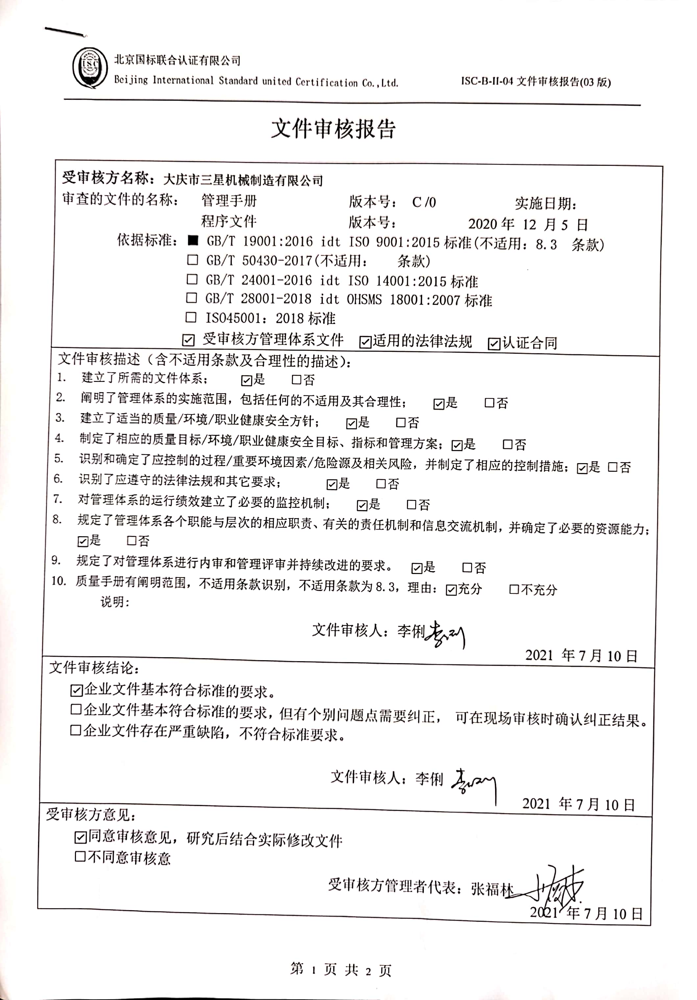 ISC
北京国标联合认证有限公司
Beijing International Standard united Certification Co.,Ltd.
ISC-B-II-04 文件审核报告(03 版)
文件审核报告
受审核方名称：大庆市三星机械制造有限公司
审查的文件的名称： 管理手册 版本号： C /0 实施日期：
程序文件 版本号： 2020 年 12 月 5 日
依据标准：■ GB/T 19001:2016 idt ISO 9001:2015 标准(不适用：8.3 条款)
□ GB/T 50430-2017(不适用： 条款)
□ GB/T 24001-2016 idt ISO 14001:2015 标准
□ GB/T 28001-2018 idt OHSMS 18001:2007 标准
□ ISO45001：2018 标准
☑ 受审核方管理体系文件 ☑适用的法律法规 ☑认证合同
文件审核描述（含不适用条款及合理性的描述）：
1. 建立了所需的文件体系； ☑是 □否
2. 阐明了管理体系的实施范围，包括任何的不适用及其合理性； ☑是 □否
3. 建立了适当的质量/环境/职业健康安全方针； ☑是 □否
4. 制定了相应的质量目标/环境/职业健康安全目标、指标和管理方案；☑是 □否
5. 识别和确定了应控制的过程/重要环境因素/危险源及相关风险，并制定了相应的控制措施；☑是 □否
6. 识别了应遵守的法律法规和其它要求； ☑是 □否
7. 对管理体系的运行绩效建立了必要的监控机制； ☑是 □否
8. 规定了管理体系各个职能与层次的相应职责、有关的责任机制和信息交流机制，并确定了必要的资源能力；
☑是 □否
9. 规定了对管理体系进行内审和管理评审并持续改进的要求。 ☑是 □否
10. 质量手册有阐明范围，不适用条款识别，不适用条款为 8.3，理由：☑充分 □不充分
说明：
文件审核人：李俐 李俐
2021 年 7 月 10 日
文件审核结论：
☑企业文件基本符合标准的要求。
□企业文件基本符合标准的要求，但有个别问题点需要纠正， 可在现场审核时确认纠正结果。
□企业文件存在严重缺陷，不符合标准要求。
文件审核人：李俐 李俐
2021 年 7 月 10 日
受审核方意见：
☑同意审核意见，研究后结合实际修改文件
□不同意审核意
受审核方管理者代表：张福林
2021 年 7 月 10 日
第 1 页 共 2 页